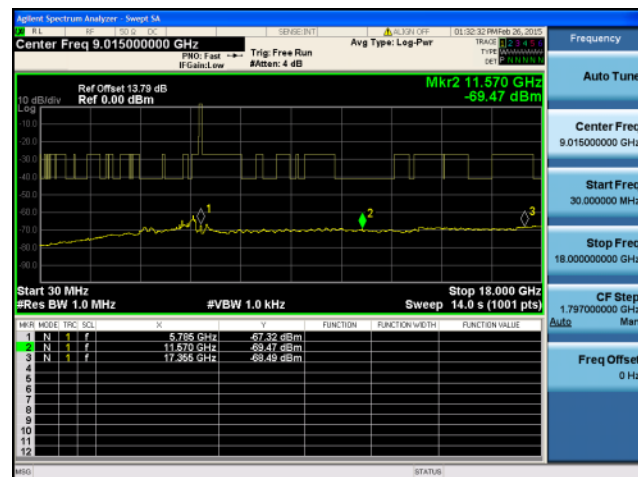 Agilent Spectrum Analyzer - Swept SA
RL RF 50 Ω DC SENSE:INT ALIGN OFF 01:32:32 PM Feb 26, 2015
Center Freq 9.015000000 GHz
PNO: Fast
IFGain:Low
Trig: Free Run
#Atten: 4 dB
Avg Type: Log-Pwr
TRACE 1 2 3 4 5 6
TYPE
DET P N N N N N
Ref Offset 13.79 dB
Ref 0.00 dBm
Mkr2 11.570 GHz
-69.47 dBm
10 dB/div
Log
-10.0
-20.0
-30.0
-40.0
-50.0
-60.0
-70.0
-80.0
-90.0
1
2
3
Start 30 MHz
#Res BW 1.0 MHz
#VBW 1.0 kHz
Stop 18.000 GHz
Sweep 14.0 s (1001 pts)
MKR MODE TRC SCL X Y FUNCTION FUNCTION WIDTH FUNCTION VALUE
1 N 1 f 5.785 GHz -67.32 dBm
2 N 1 f 11.570 GHz -69.47 dBm
3 N 1 f 17.355 GHz -68.49 dBm
4
5
6
7
8
9
10
11
12
MSG
STATUS
Frequency
Auto Tune
Center Freq
9.015000000 GHz
Start Freq
30.000000 MHz
Stop Freq
18.000000000 GHz
CF Step
1.797000000 GHz
Auto Man
Freq Offset
0 Hz